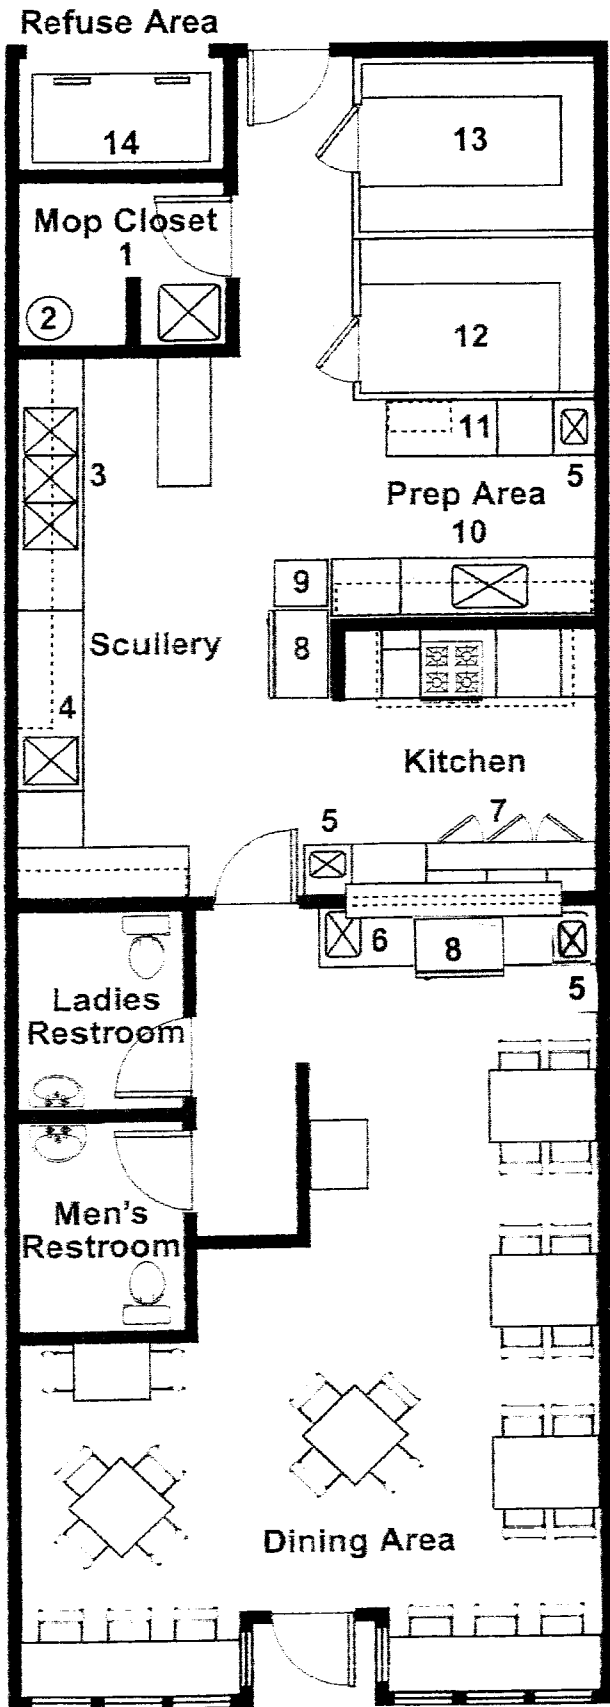 Refuse Area
14
13
Mop Closet
1
2
12
11
3
5
Prep Area
10
9
Scullery
8
4
Kitchen
7
5
6
8
5
Ladies
Restroom
Men's
Restroom
Dining Area